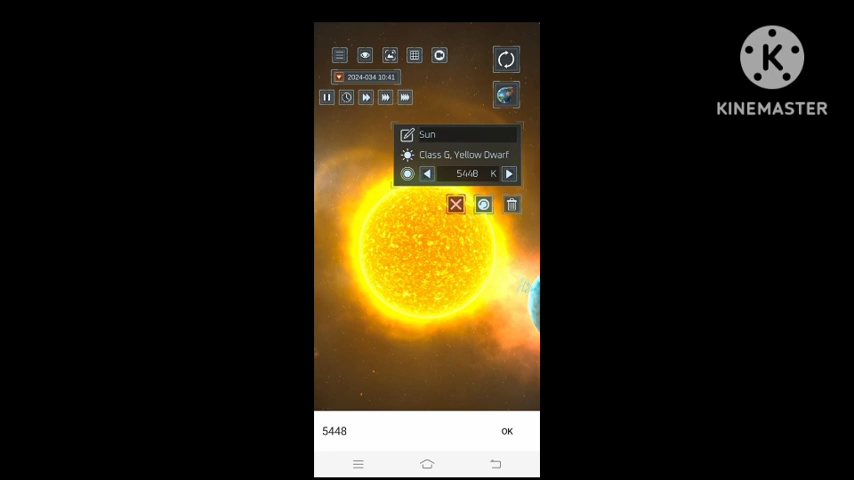 2024-034 10:41
Sun
Class G, Yellow Dwarf
5448 K
5448 OK
K
KINEMASTER